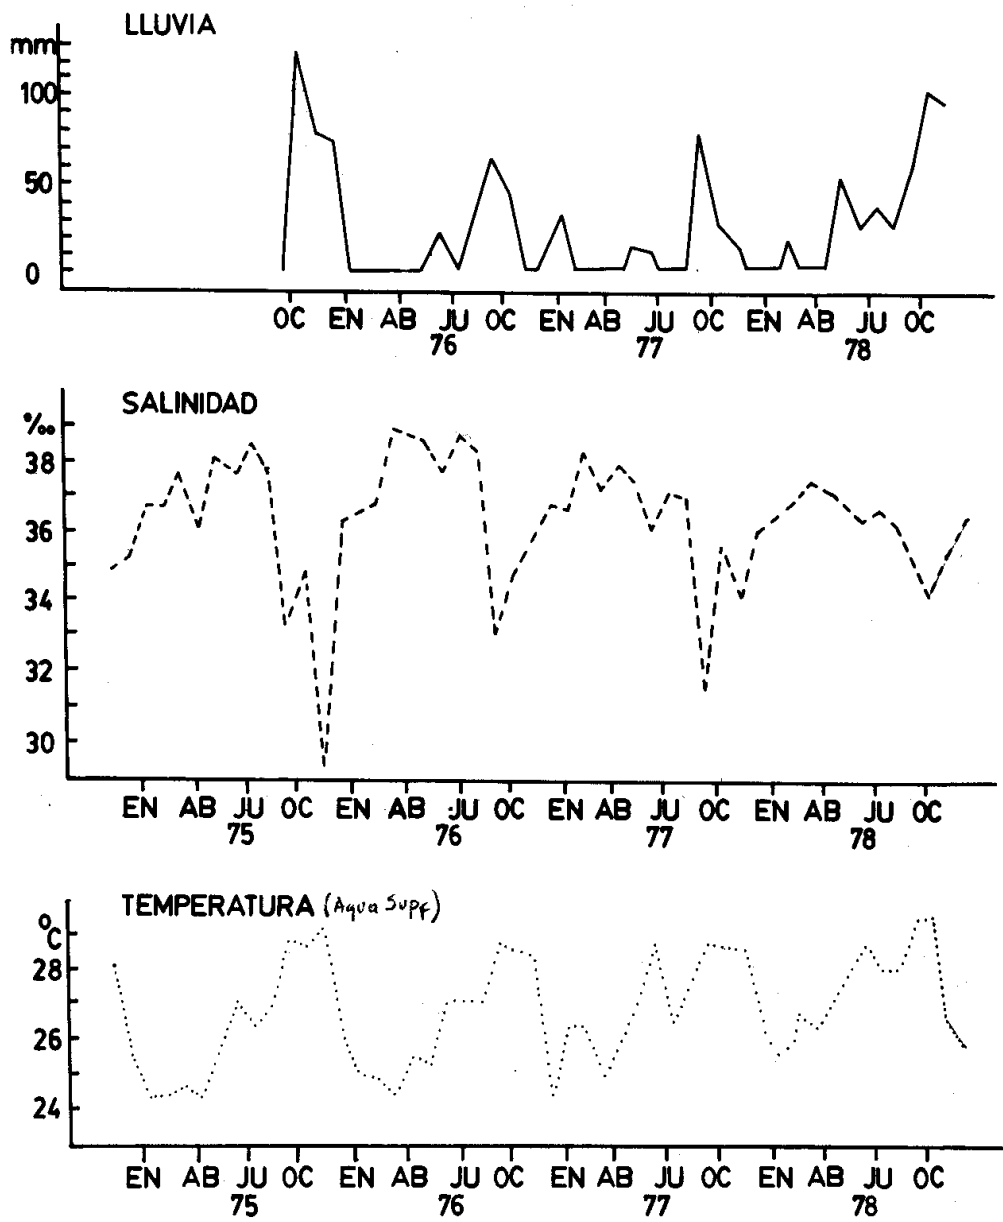 LLUVIA
mm
100
50
0
OC EN AB JU OC EN AB JU OC EN AB JU OC
76 77 78
SALINIDAD
‰
38
36
34
32
30
EN AB JU OC EN AB JU OC EN AB JU OC EN AB JU OC
75 76 77 78
TEMPERATURA (Agua Supf)
°C
28
26
24
EN AB JU OC EN AB JU OC EN AB JU OC EN AB JU OC
75 76 77 78